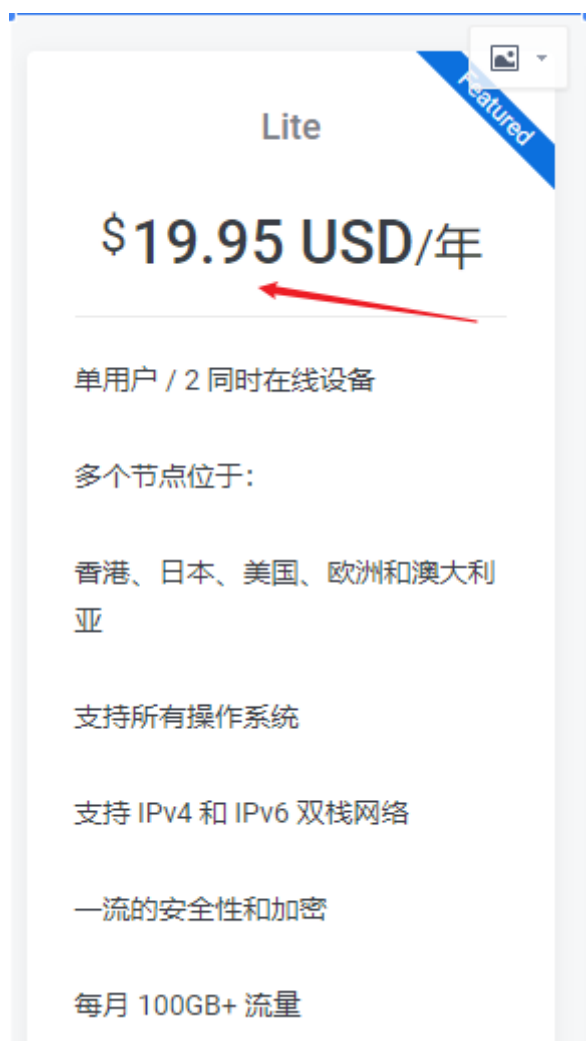 Featured
Lite
$19.95 USD/年
单用户 / 2 同时在线设备
多个节点位于：
香港、日本、美国、欧洲和澳大利
亚
支持所有操作系统
支持 IPv4 和 IPv6 双栈网络
一流的安全性和加密
每月 100GB+ 流量